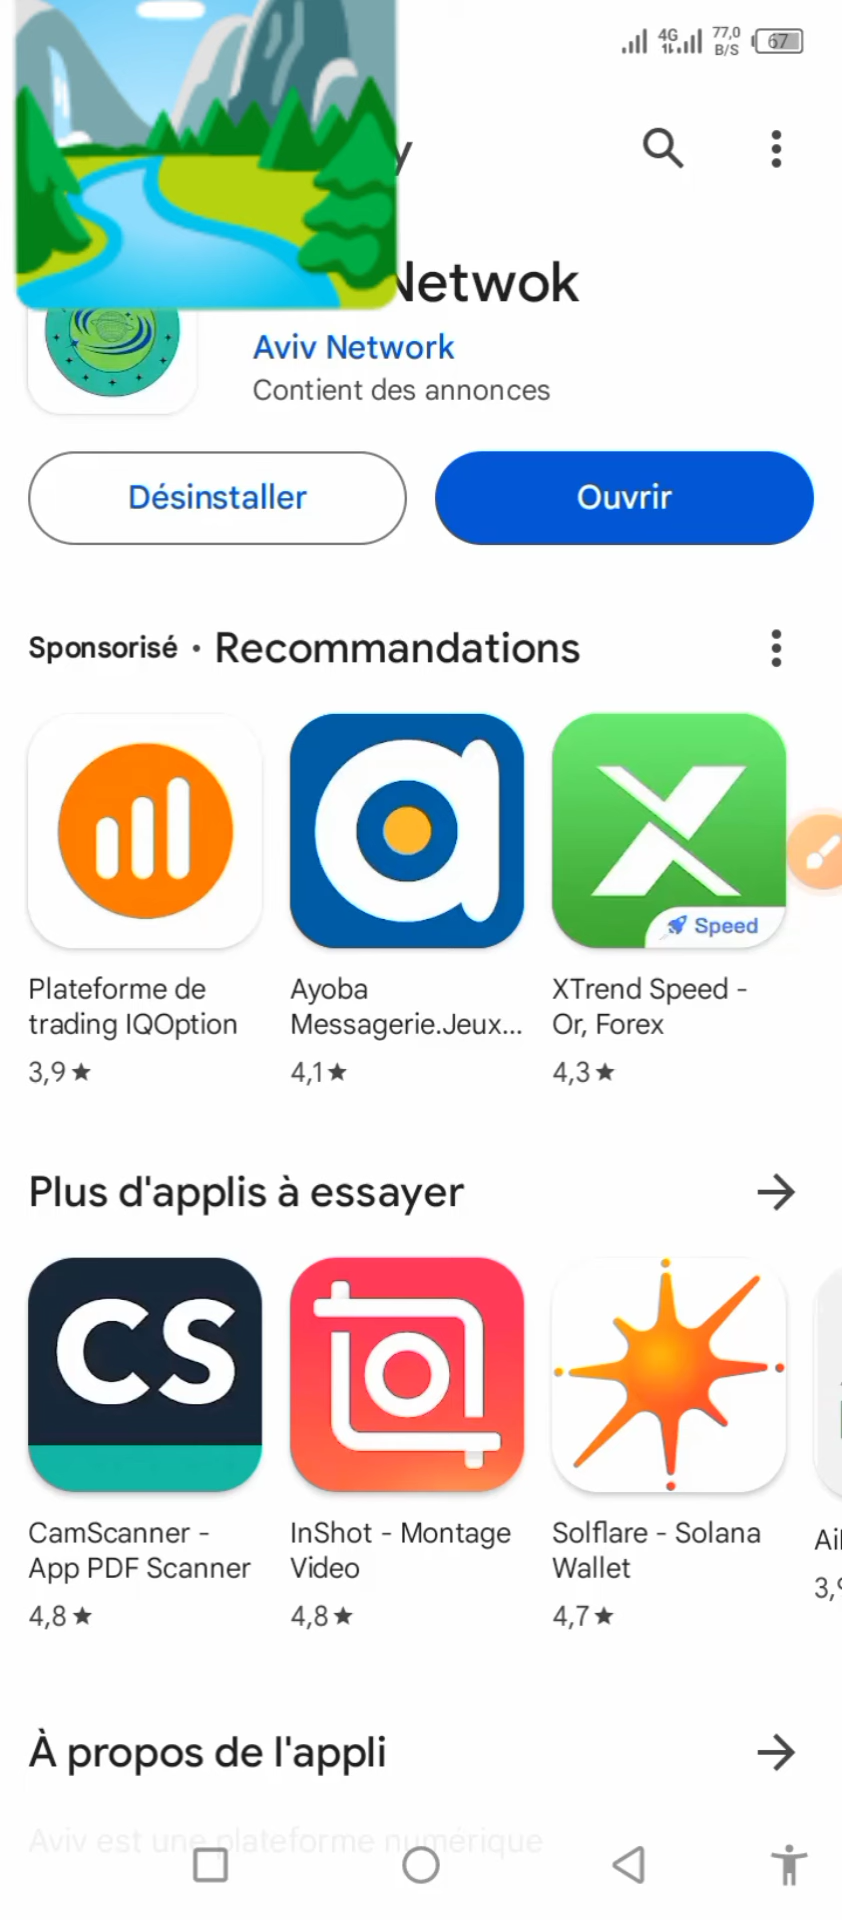 4G
77,0
B/S
67
y
Netwok
Aviv Network
Contient des annonces
Désinstaller
Ouvrir
Sponsorisé • Recommandations
Speed
Plateforme de
trading IQOption
3,9★
Ayoba
Messagerie.Jeux...
4,1★
XTrend Speed -
Or, Forex
4,3★
Plus d'applis à essayer
CS
CamScanner -
App PDF Scanner
4,8★
InShot - Montage
Video
4,8★
Solflare - Solana
Wallet
4,7★
À propos de l'appli
Aviv est une plateforme numérique